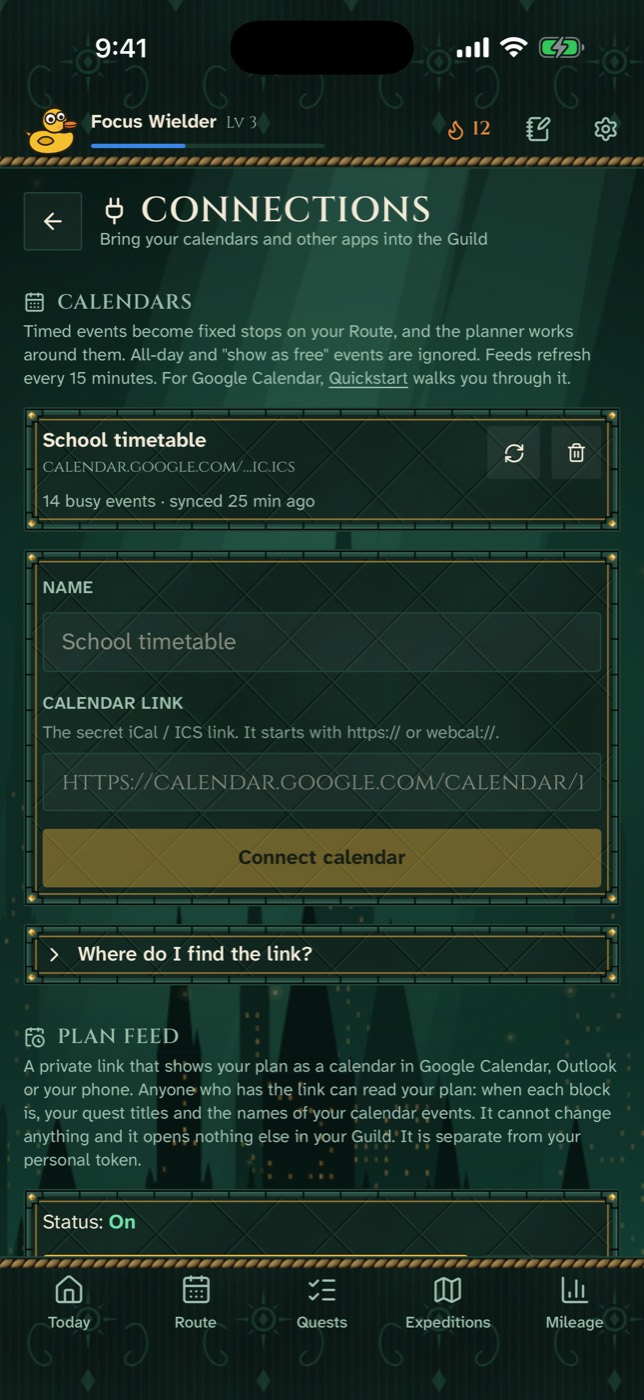 9:41
Focus Wielder Lv 3
12
CONNECTIONS
Bring your calendars and other apps into the Guild
CALENDARS
Timed events become fixed stops on your Route, and the planner works
around them. All-day and "show as free" events are ignored. Feeds refresh
every 15 minutes. For Google Calendar, Quickstart walks you through it.
School timetable
CALENDAR.GOOGLE.COM/...IC.ICS
14 busy events · synced 25 min ago
NAME
School timetable
CALENDAR LINK
The secret iCal / ICS link. It starts with https:// or webcal://.
HTTPS://CALENDAR.GOOGLE.COM/CALENDAR/I
Connect calendar
Where do I find the link?
PLAN FEED
A private link that shows your plan as a calendar in Google Calendar, Outlook
or your phone. Anyone who has the link can read your plan: when each block
is, your quest titles and the names of your calendar events. It cannot change
anything and it opens nothing else in your Guild. It is separate from your
personal token.
Status: On
Today
Route
Quests
Expeditions
Mileage